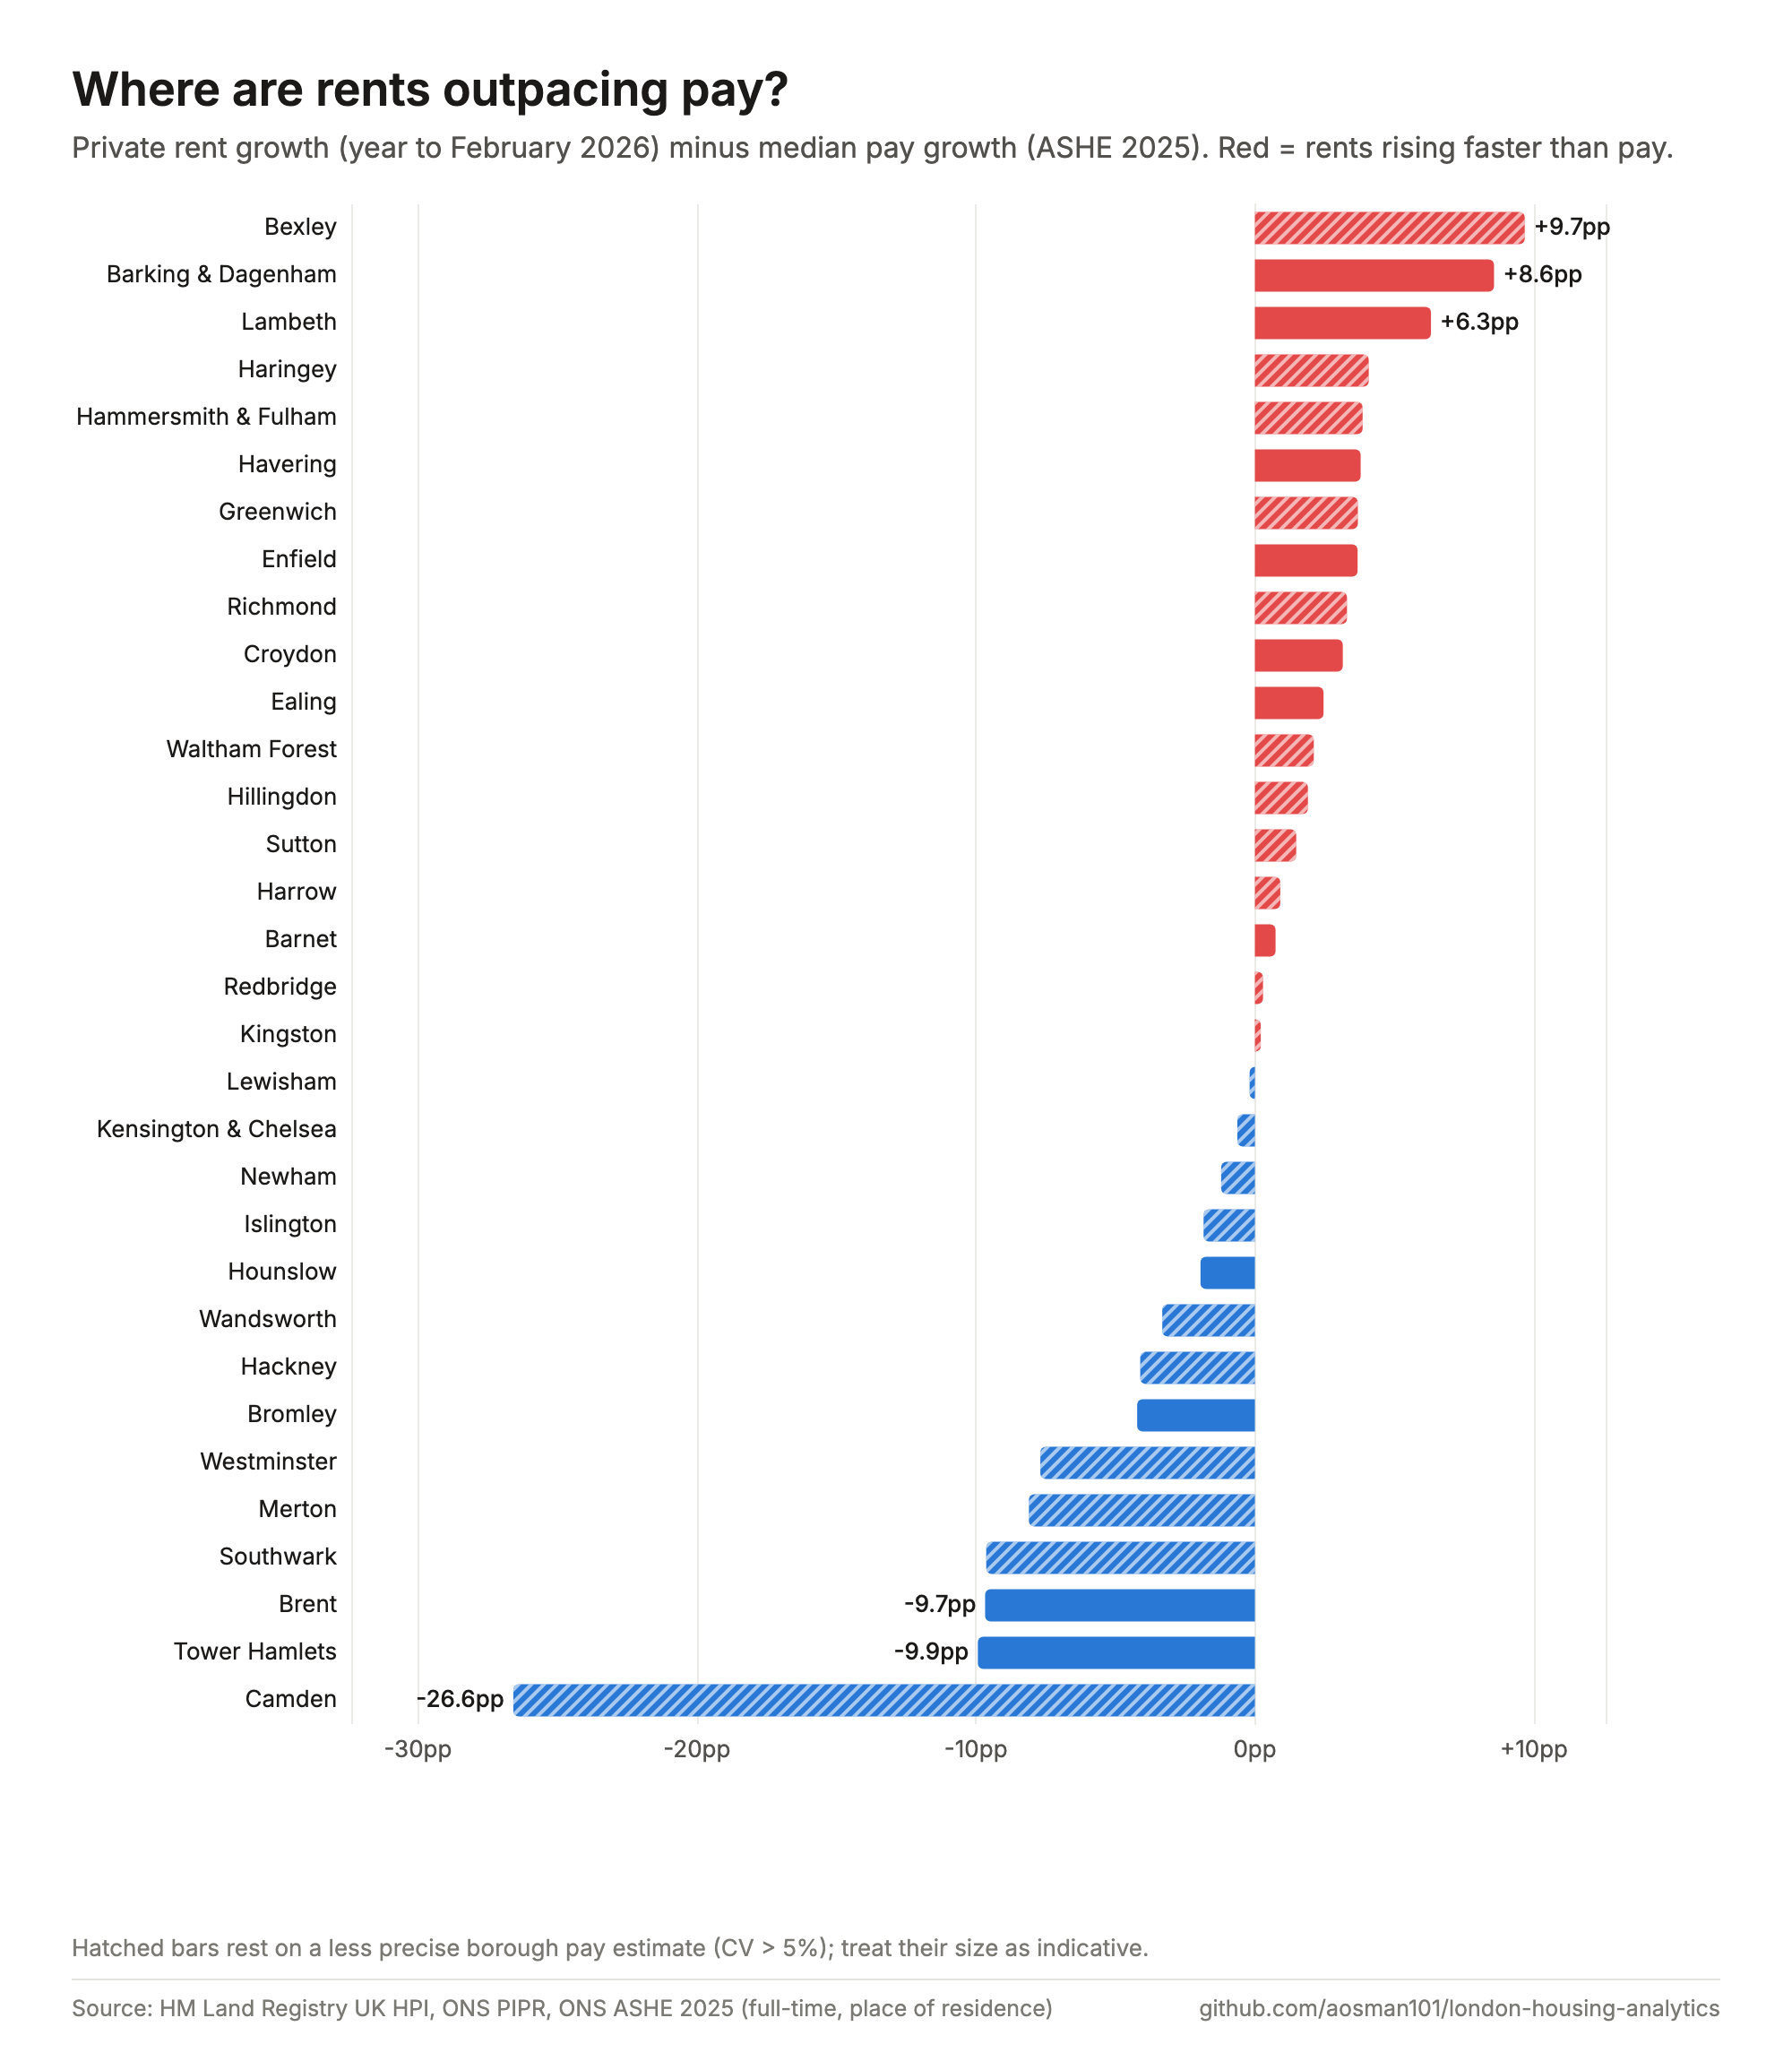 Where are rents outpacing pay?
Private rent growth (year to February 2026) minus median pay growth (ASHE 2025). Red = rents rising faster than pay.
Bexley +9.7pp
Barking & Dagenham +8.6pp
Lambeth +6.3pp
Haringey
Hammersmith & Fulham
Havering
Greenwich
Enfield
Richmond
Croydon
Ealing
Waltham Forest
Hillingdon
Sutton
Harrow
Barnet
Redbridge
Kingston
Lewisham
Kensington & Chelsea
Newham
Islington
Hounslow
Wandsworth
Hackney
Bromley
Westminster
Merton
Southwark
Brent -9.7pp
Tower Hamlets -9.9pp
Camden -26.6pp
-30pp -20pp -10pp 0pp +10pp
Hatched bars rest on a less precise borough pay estimate (CV > 5%); treat their size as indicative.
Source: HM Land Registry UK HPI, ONS PIPR, ONS ASHE 2025 (full-time, place of residence) github.com/aosman101/london-housing-analytics